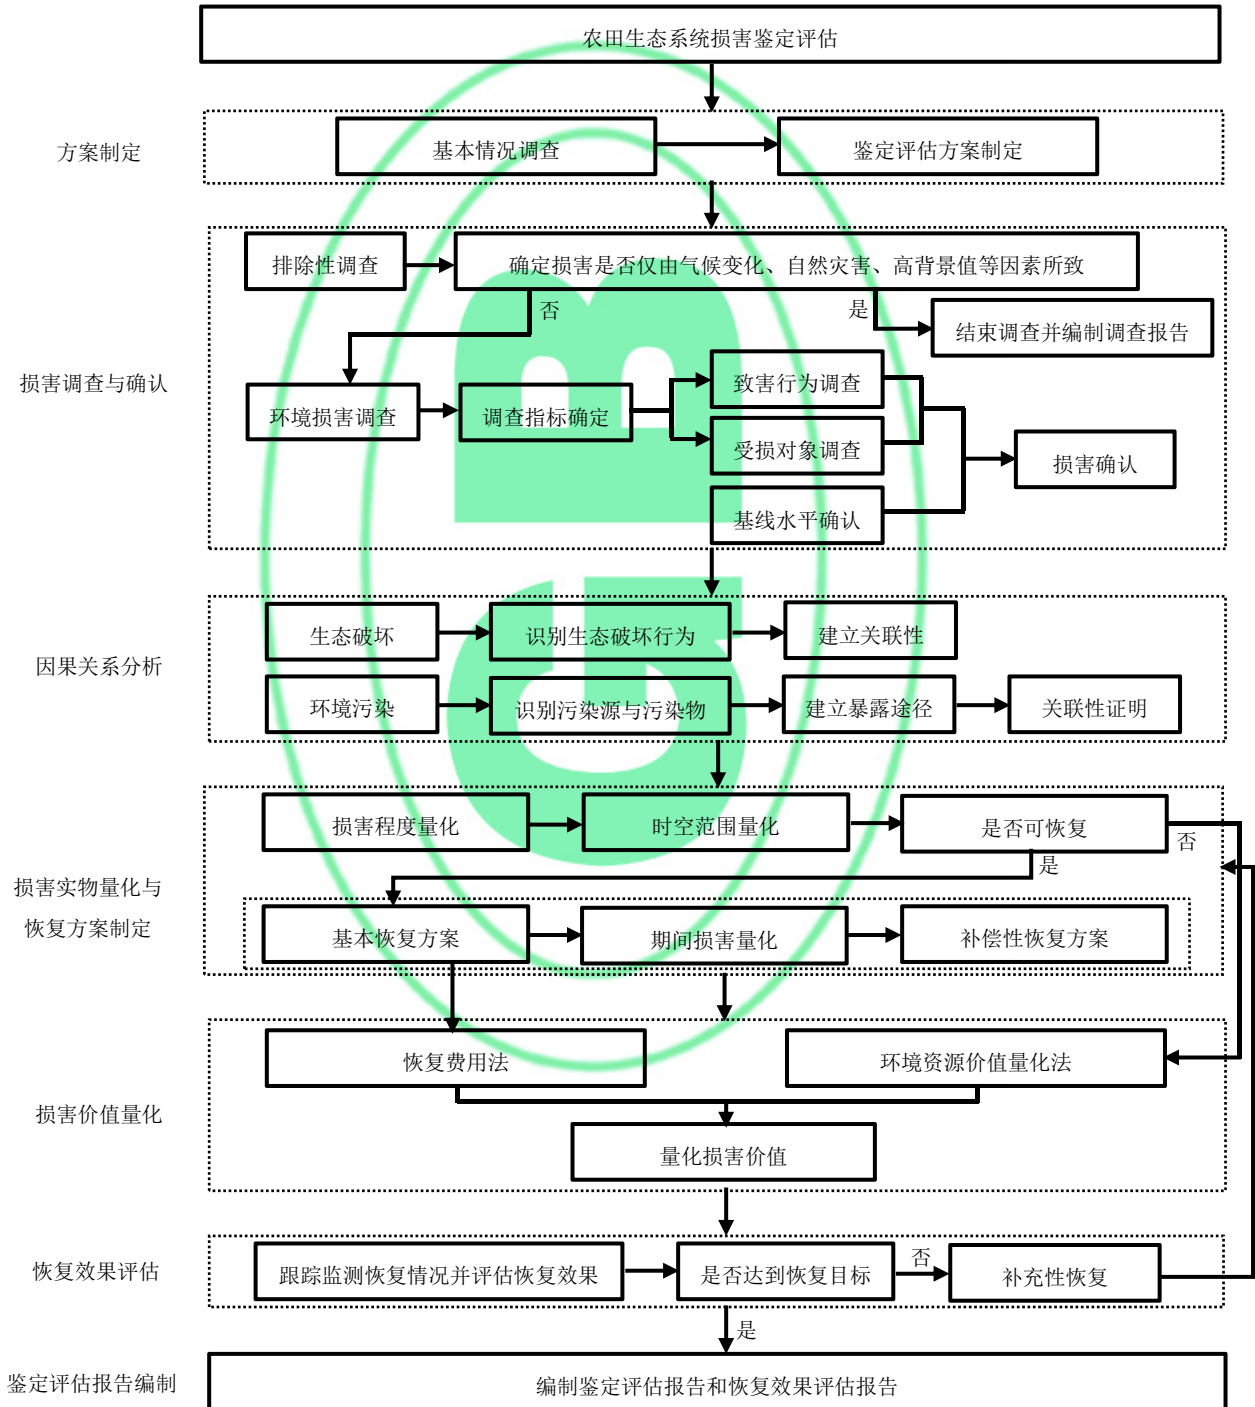 农田生态系统损害鉴定评估
方案制定
基本情况调查
鉴定评估方案制定
损害调查与确认
排除性调查
确定损害是否仅由气候变化、自然灾害、高背景值等因素所致
否
是
结束调查并编制调查报告
环境损害调查
调查指标确定
致害行为调查
受损对象调查
基线水平确认
损害确认
因果关系分析
生态破坏
识别生态破坏行为
建立关联性
环境污染
识别污染源与污染物
建立暴露途径
关联性证明
损害实物量化与
恢复方案制定
损害程度量化
时空范围量化
是否可恢复
否
是
基本恢复方案
期间损害量化
补偿性恢复方案
损害价值量化
恢复费用法
环境资源价值量化法
量化损害价值
恢复效果评估
跟踪监测恢复情况并评估恢复效果
是否达到恢复目标
否
补充性恢复
是
鉴定评估报告编制
编制鉴定评估报告和恢复效果评估报告
GB